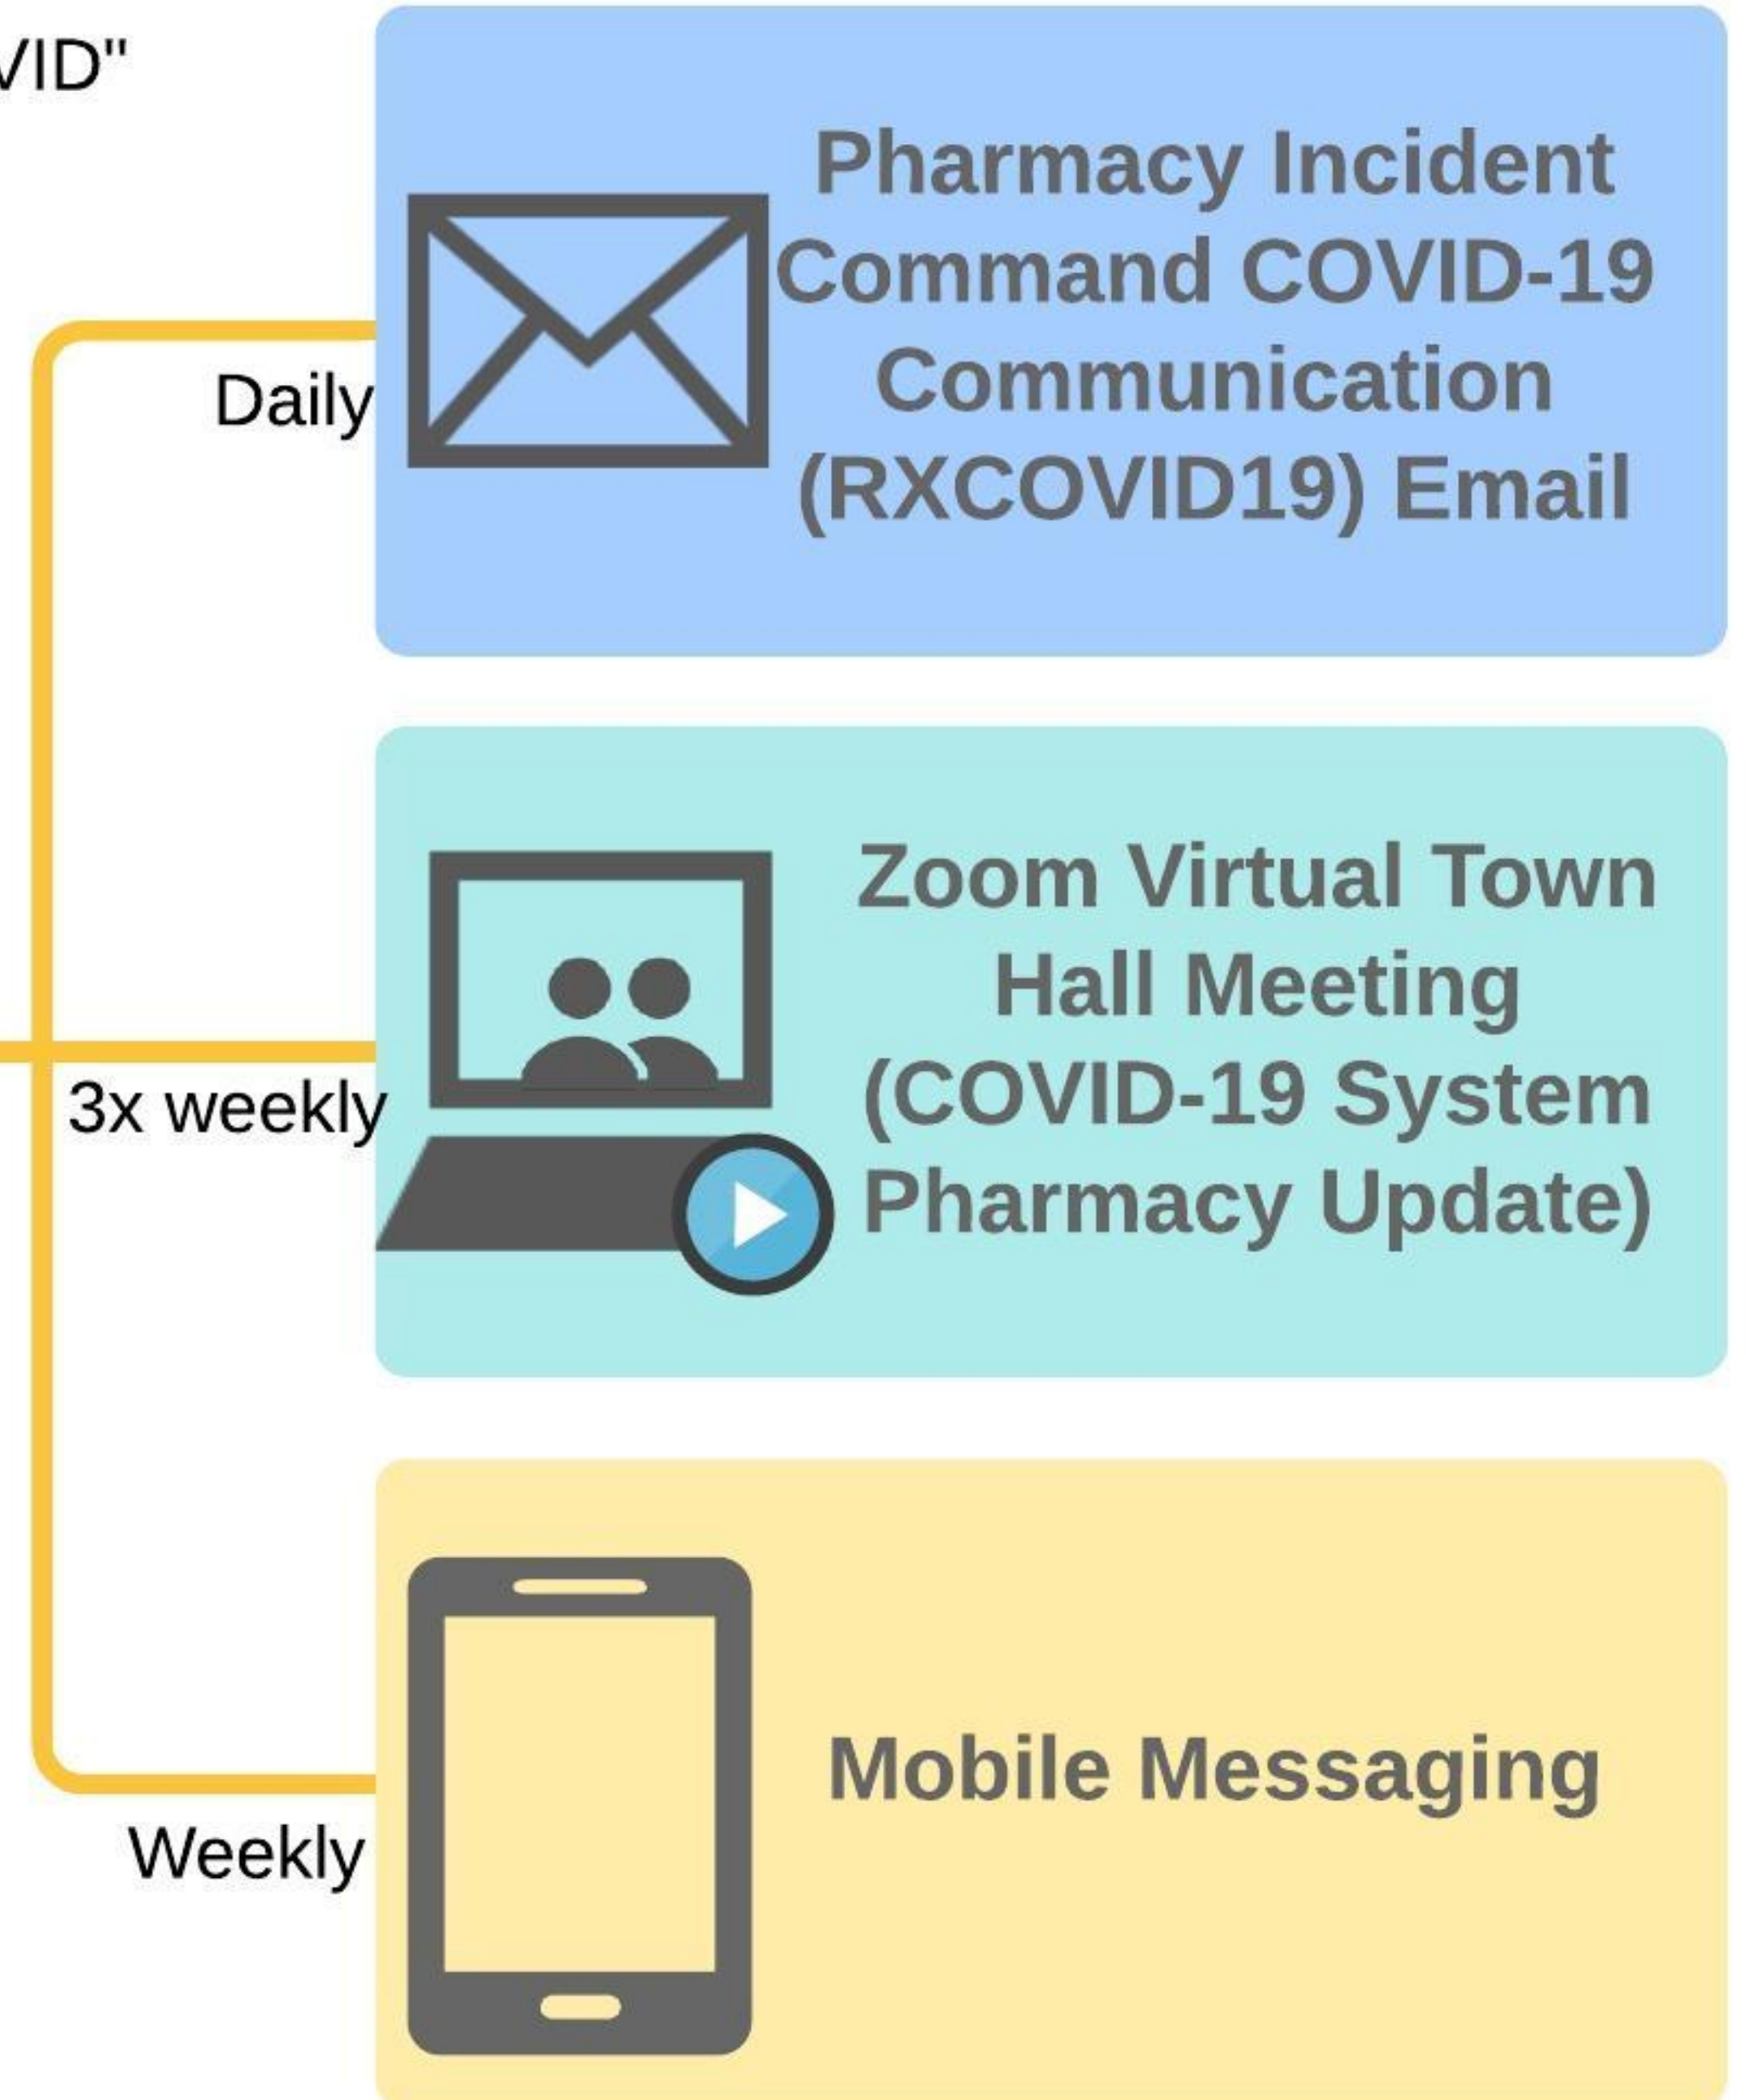 VID"
Pharmacy Incident
Command COVID-19
Communication
(RXCOVID19) Email
Daily
Zoom Virtual Town
Hall Meeting
(COVID-19 System
Pharmacy Update)
3x weekly
Mobile Messaging
Weekly